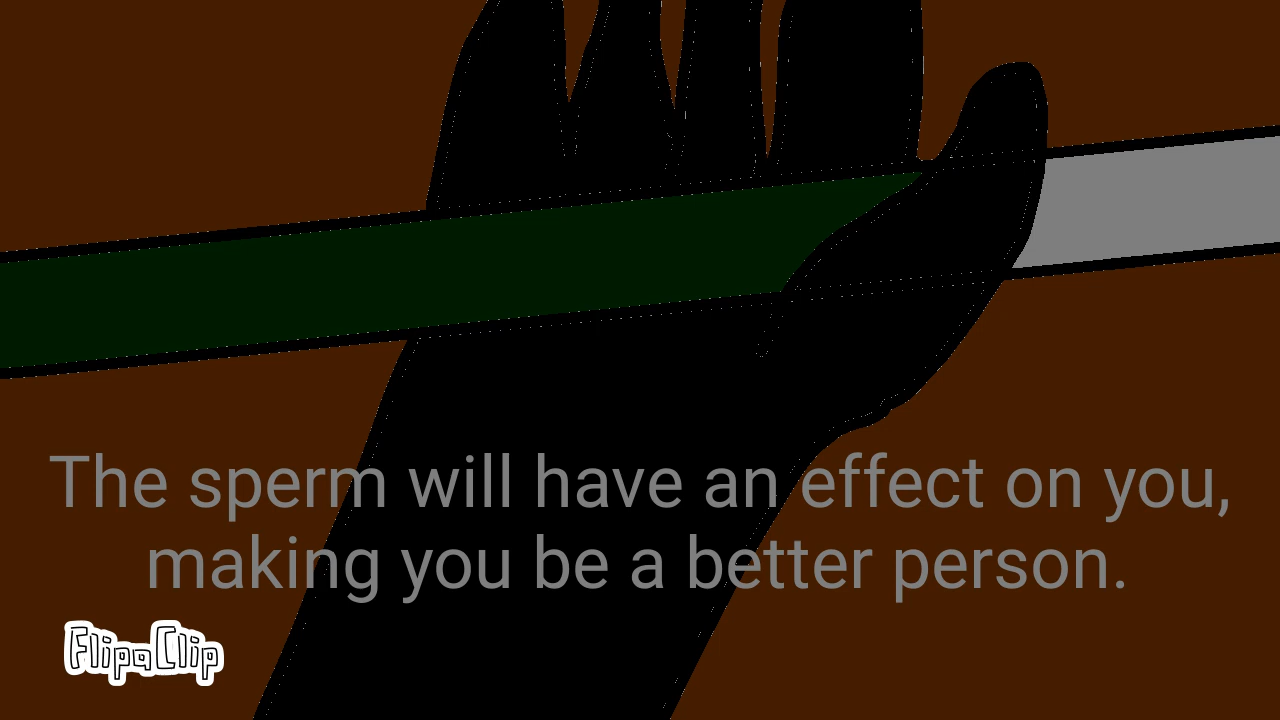 The sperm will have an effect on you,
making you be a better person.
FlipaClip